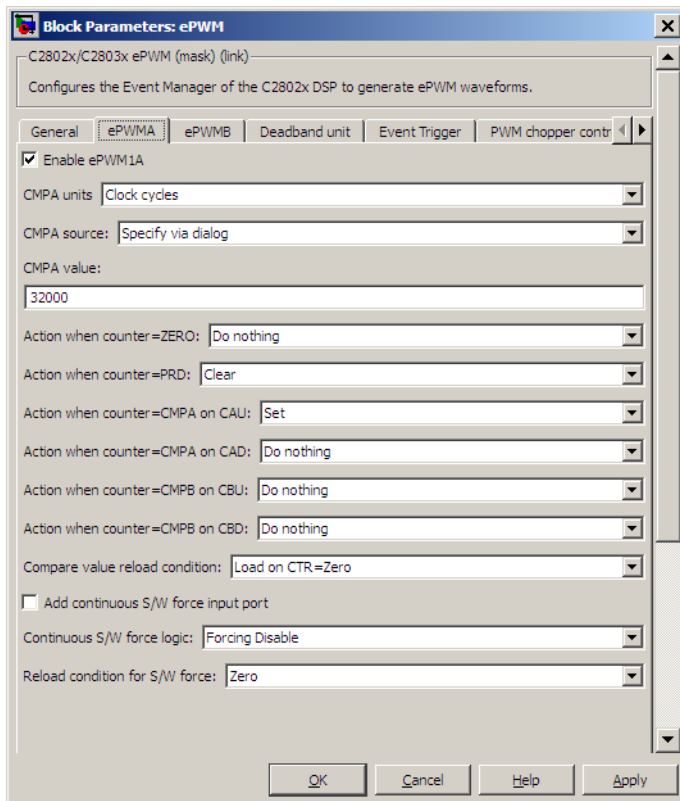 Block Parameters: ePWM
C2802x/C2803x ePWM (mask) (link)
Configures the Event Manager of the C2802x DSP to generate ePWM waveforms.
General ePWMA ePWMB Deadband unit Event Trigger PWM chopper contr
Enable ePWM1A
CMPA units Clock cycles
CMPA source: Specify via dialog
CMPA value:
32000
Action when counter=ZERO: Do nothing
Action when counter=PRD: Clear
Action when counter=CMPA on CAU: Set
Action when counter=CMPA on CAD: Do nothing
Action when counter=CMPB on CBU: Do nothing
Action when counter=CMPB on CBD: Do nothing
Compare value reload condition: Load on CTR=Zero
Add continuous S/W force input port
Continuous S/W force logic: Forcing Disable
Reload condition for S/W force: Zero
OK Cancel Help Apply